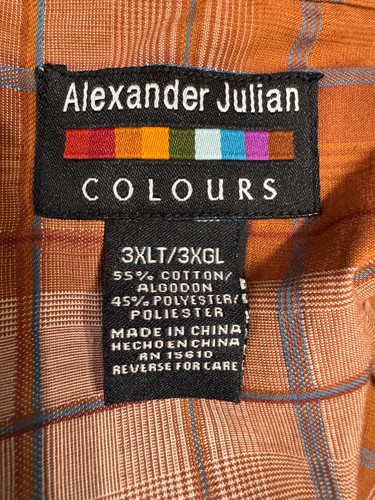 Alexander Julian
COLOURS
3XLT/3XGL
55% COTTON/
ALGODON
45% POLYESTER/
POLIESTER
MADE IN CHINA
HECHO EN CHINA
RN 15610
REVERSE FOR CARE